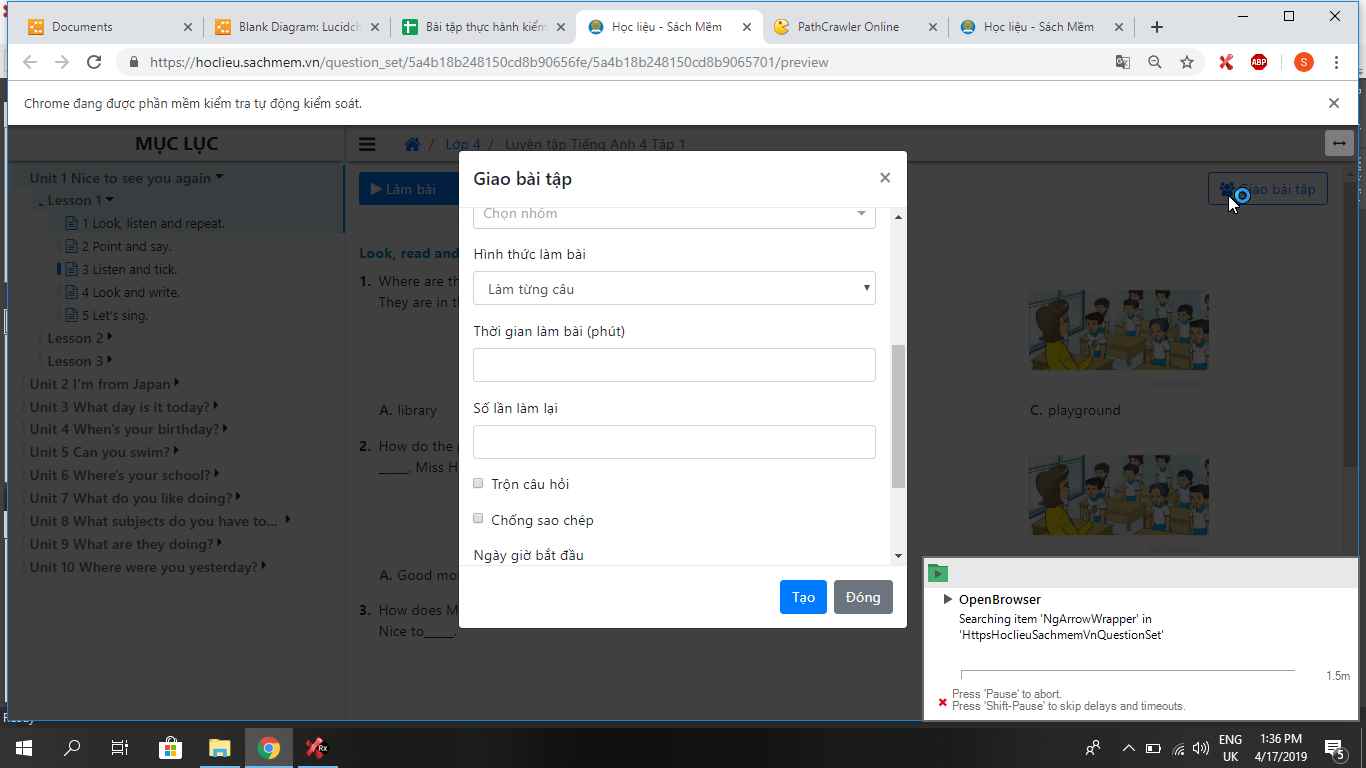 Documents
Blank Diagram: Lucidch
Bài tập thực hành kiểm
Học liệu - Sách Mềm
PathCrawler Online
Học liệu - Sách Mềm
https://hoclieu.sachmem.vn/question_set/5a4b18b248150cd8b90656fe/5a4b18b248150cd8b9065701/preview
ABP
S
Chrome đang được phần mềm kiểm tra tự động kiểm soát.
MỤC LỤC
/ Lớp 4 / Luyện tập Tiếng Anh 4 Tập 1
Unit 1 Nice to see you again
Lesson 1
1 Look, listen and repeat.
2 Point and say.
3 Listen and tick.
4 Look and write.
5 Let's sing.
Lesson 2
Lesson 3
Unit 2 I'm from Japan
Unit 3 What day is it today?
Unit 4 When's your birthday?
Unit 5 Can you swim?
Unit 6 Where's your school?
Unit 7 What do you like doing?
Unit 8 What subjects do you have to...
Unit 9 What are they doing?
Unit 10 Where were you yesterday?
Làm bài
Giao bài tập
Look, read and
1. Where are th
They are in th
A. library
C. playground
2. How do the
_____, Miss H
A. Good mo
3. How does M
Nice to_____.
Giao bài tập
×
Chọn nhóm
Hình thức làm bài
Làm từng câu
Thời gian làm bài (phút)
Số lần làm lại
Trộn câu hỏi
Chống sao chép
Ngày giờ bắt đầu
Tạo
Đóng
OpenBrowser
Searching item 'NgArrowWrapper' in
'HttpsHoclieuSachmemVnQuestionSet'
1.5m
Press 'Pause' to abort.
Press 'Shift-Pause' to skip delays and timeouts.
Ready
Rx
ENG
UK
1:36 PM
4/17/2019
5